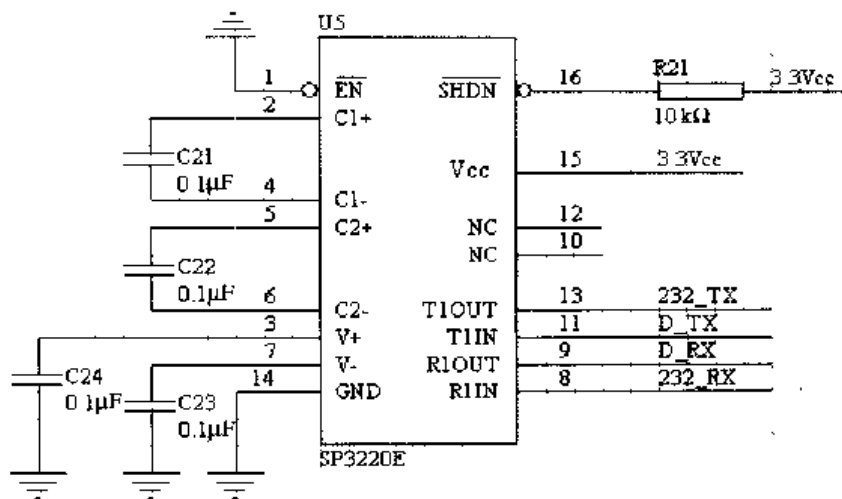 U5
1
EN
2
C1+
C21
0.1μF
4
C1-
5
C2+
C22
0.1μF
6
C2-
3
V+
7
V-
14
GND
C24
0.1μF
C23
0.1μF
SHDN
16
R21
10kΩ
3.3Vcc
Vcc
15
3.3Vcc
NC
12
NC
10
T1OUT
13
232_TX
T1IN
11
D_TX
R1OUT
9
D_RX
R1IN
8
232_RX
SP3220E